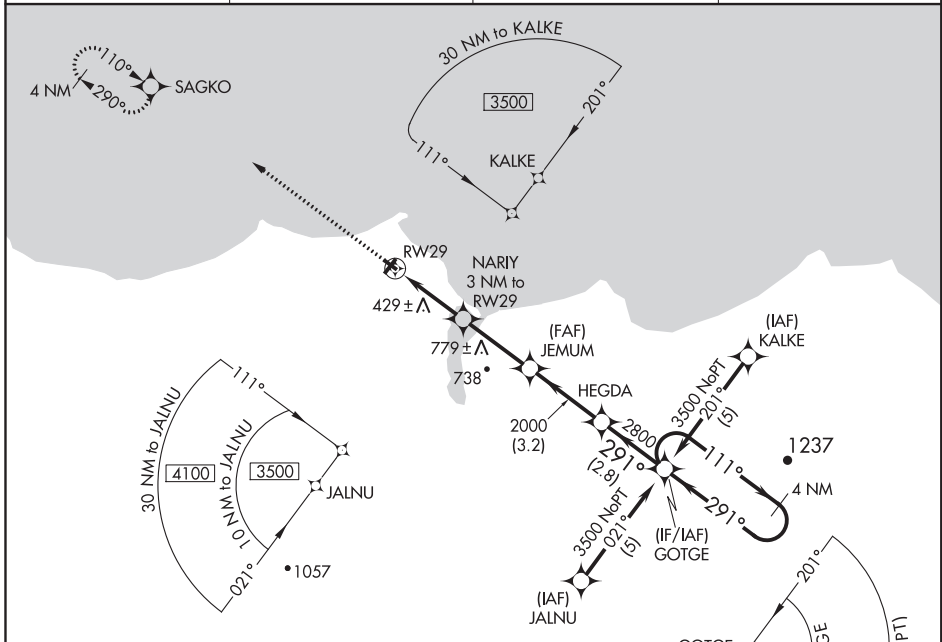 30 NM to KALKE
110°
4 NM
290°
SAGKO
3500
201°
111°
KALKE
RW29
NARIY
3 NM to
RW29
429±
(FAF)
JEMUM
(IAF)
KALKE
779±
738
HEGDA
111°
3500 NoPT
201°
(5)
2000
(3.2)
2800
291°
(2.8)
111°
1237
4 NM
291°
30 NM to JALNU
4100
10 NM to JALNU
3500
JALNU
3500 NoPT
021°
(5)
(IF/IAF)
GOTGE
021°
1057
(IAF)
JALNU
201°